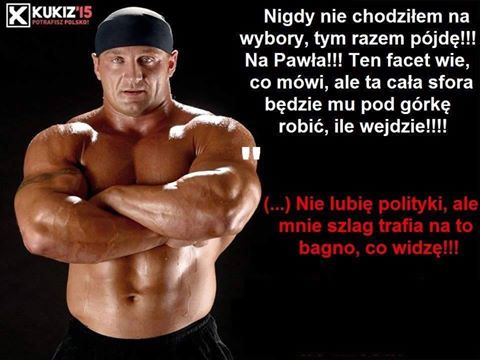 KUKIZ'15
POTRAFISZ POLSKO!
Nigdy nie chodziłem na
wybory, tym razem pójdę!!!
Na Pawła!!! Ten facet wie,
co mówi, ale ta cała sfora
będzie mu pod górkę
robić, ile wejdzie!!!!
"
(...) Nie lubię polityki, ale
mnie szlag trafia na to
bagno, co widzę!!!